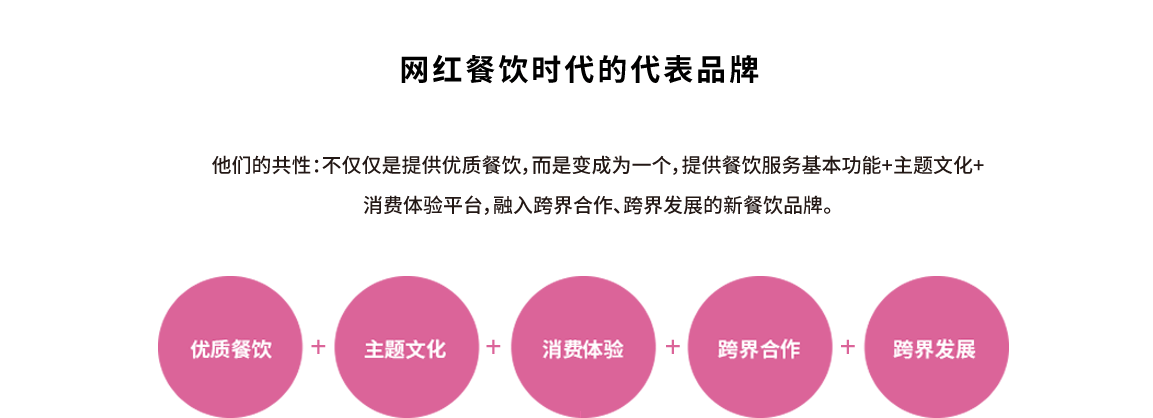 网红餐饮时代的代表品牌
他们的共性：不仅仅是提供优质餐饮，而是变成为一个，提供餐饮服务基本功能+主题文化+
消费体验平台，融入跨界合作、跨界发展的新餐饮品牌。
优质餐饮 + 主题文化 + 消费体验 + 跨界合作 + 跨界发展